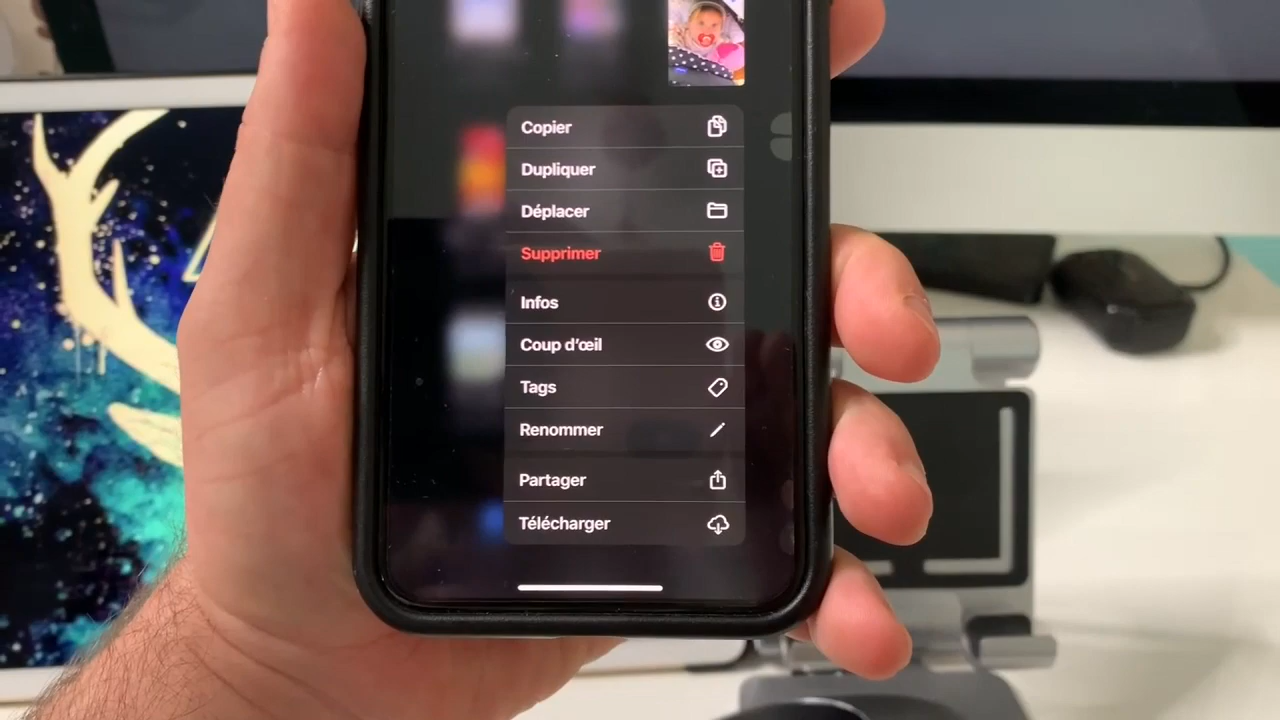 Copier
Dupliquer
Déplacer
Supprimer
Infos
Coup d'œil
Tags
Renommer
Partager
Télécharger